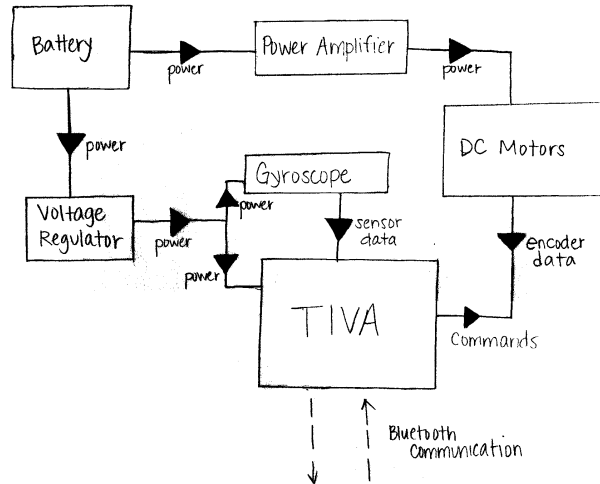 Battery
Power Amplifier
power
power
DC Motors
power
Gyroscope
Voltage
Regulator
power
power
sensor
data
encoder
data
power
TIVA
Commands
Bluetooth
communication